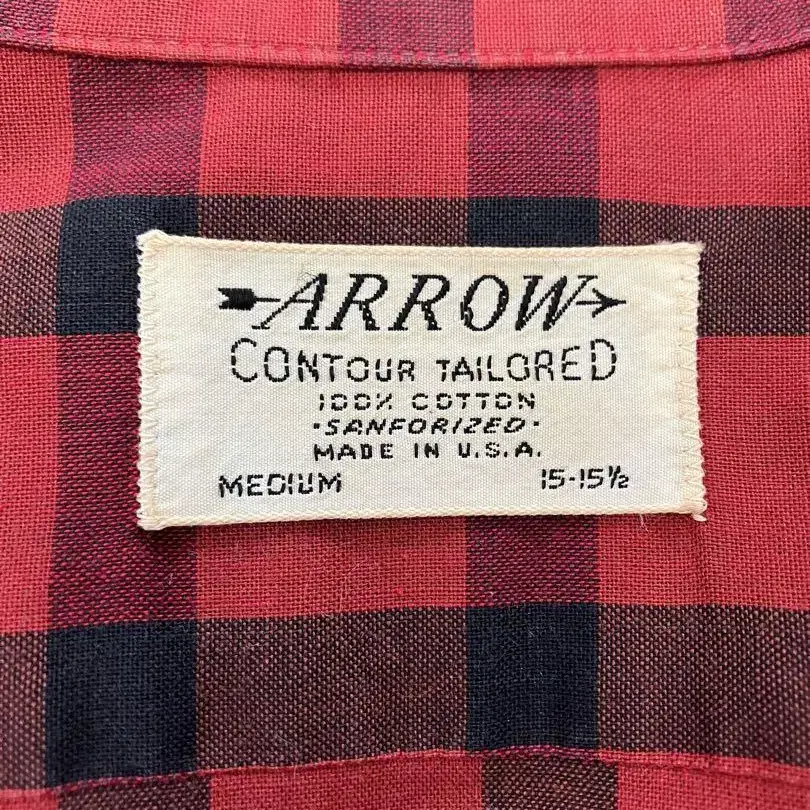 ARROW
CONTOUR TAILORED
100% COTTON
·SANFORIZED·
MADE IN U.S.A.
MEDIUM 15-15½